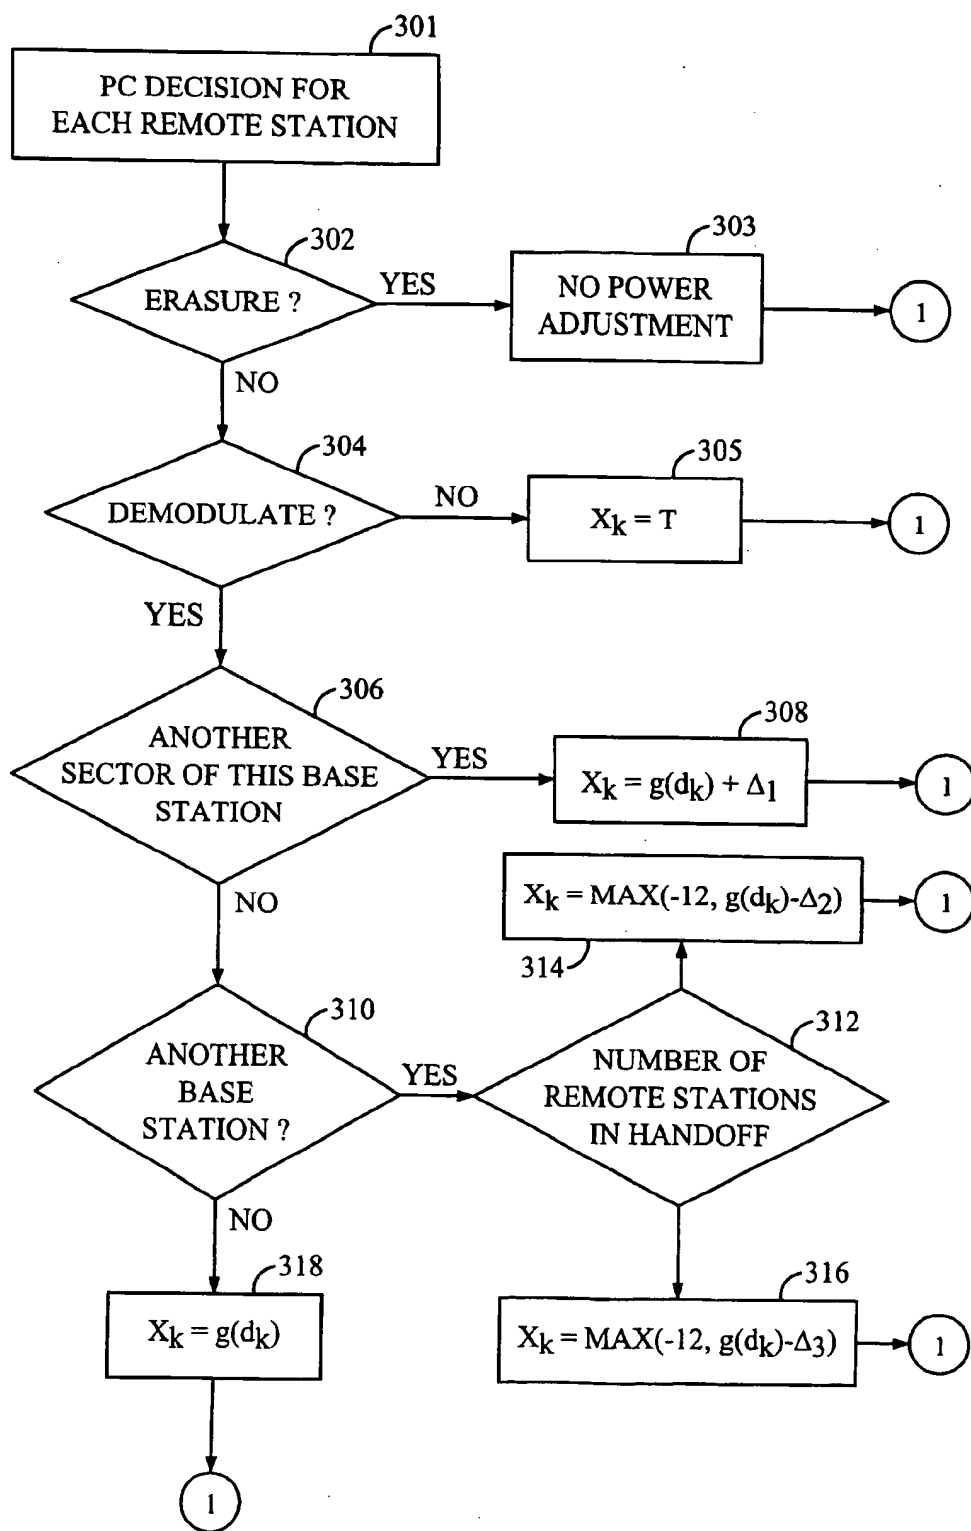 301
PC DECISION FOR
EACH REMOTE STATION
302
ERASURE ?
YES
303
NO POWER
ADJUSTMENT
1
NO
304
DEMODULATE ?
NO
305
Xk = T
1
YES
306
ANOTHER
SECTOR OF THIS BASE
STATION
YES
308
Xk = g(dk) + Δ1
1
NO
Xk = MAX(-12, g(dk)-Δ2)
1
314
310
ANOTHER
BASE
STATION ?
YES
312
NUMBER OF
REMOTE STATIONS
IN HANDOFF
NO
318
Xk = g(dk)
316
Xk = MAX(-12, g(dk)-Δ3)
1
1